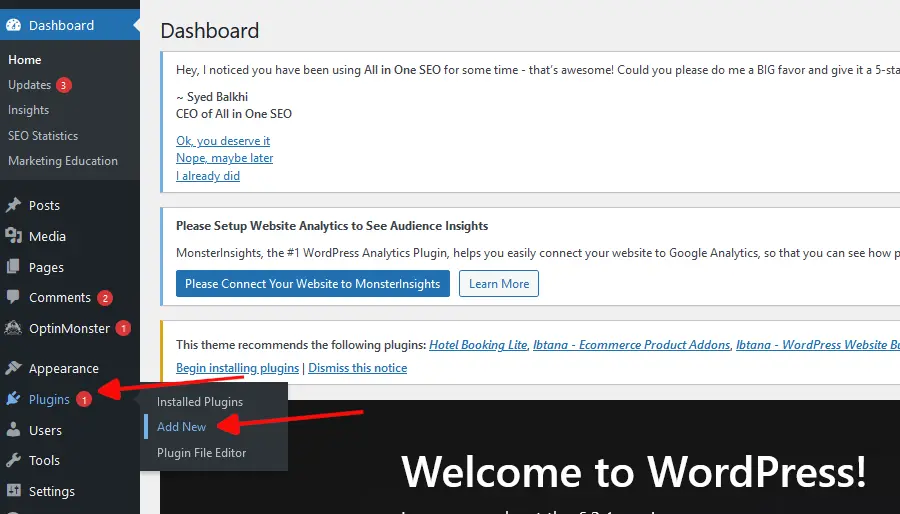 Dashboard
Home
Updates 3
Insights
SEO Statistics
Marketing Education
Posts
Media
Pages
Comments 2
OptinMonster 1
Appearance
Plugins 1
Users
Tools
Settings
Installed Plugins
Add New
Plugin File Editor
Dashboard
Hey, I noticed you have been using All in One SEO for some time - that's awesome! Could you please do me a BIG favor and give it a 5-sta
~ Syed Balkhi
CEO of All in One SEO
Ok, you deserve it
Nope, maybe later
I already did
Please Setup Website Analytics to See Audience Insights
MonsterInsights, the #1 WordPress Analytics Plugin, helps you easily connect your website to Google Analytics, so that you can see how p
Please Connect Your Website to MonsterInsights Learn More
This theme recommends the following plugins: Hotel Booking Lite, Ibtana - Ecommerce Product Addons, Ibtana - WordPress Website Bu
Begin installing plugins | Dismiss this notice
Welcome to WordPress!